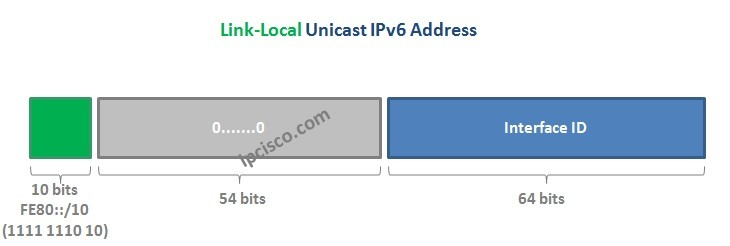 Link-Local Unicast IPv6 Address
0.......0
Interface ID
ipcisco.com
10 bits
FE80::/10
(1111 1110 10)
54 bits
64 bits